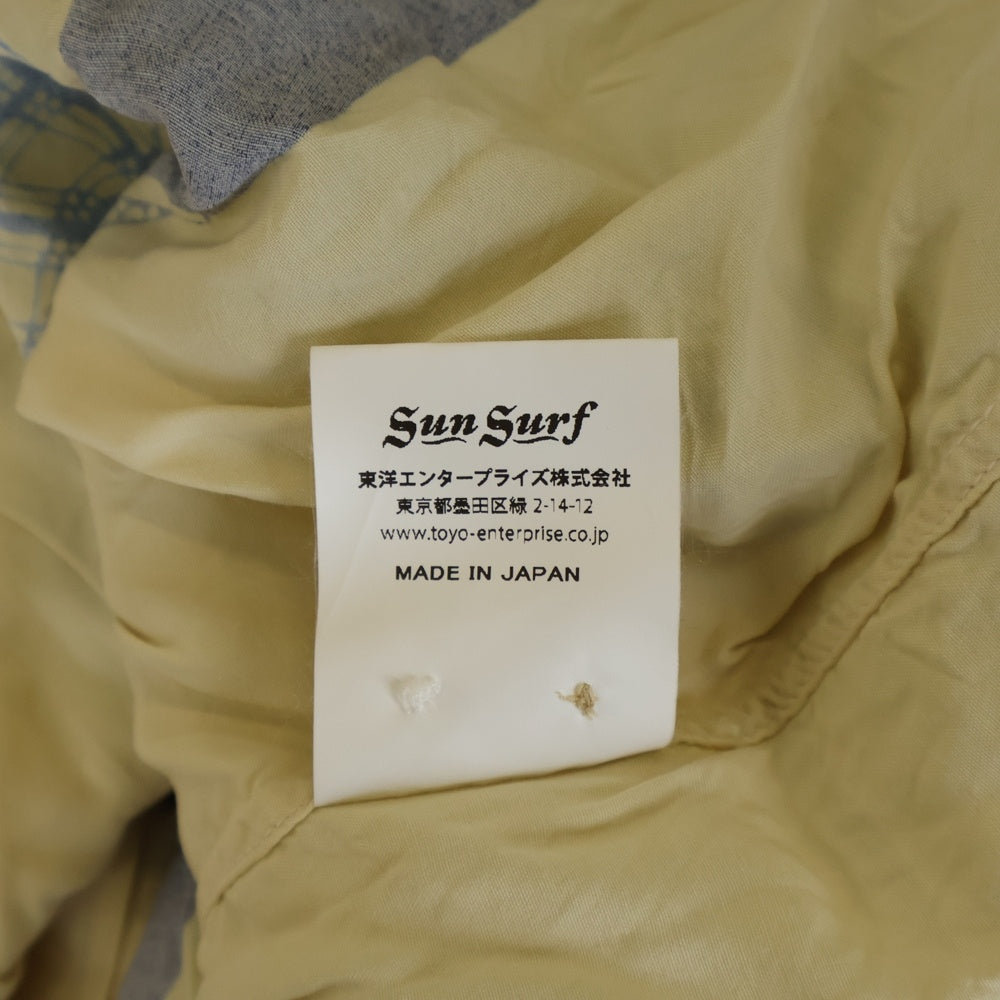 Sun Surf
東洋エンタープライズ株式会社
東京都墨田区緑 2-14-12
www.toyo-enterprise.co.jp
MADE IN JAPAN